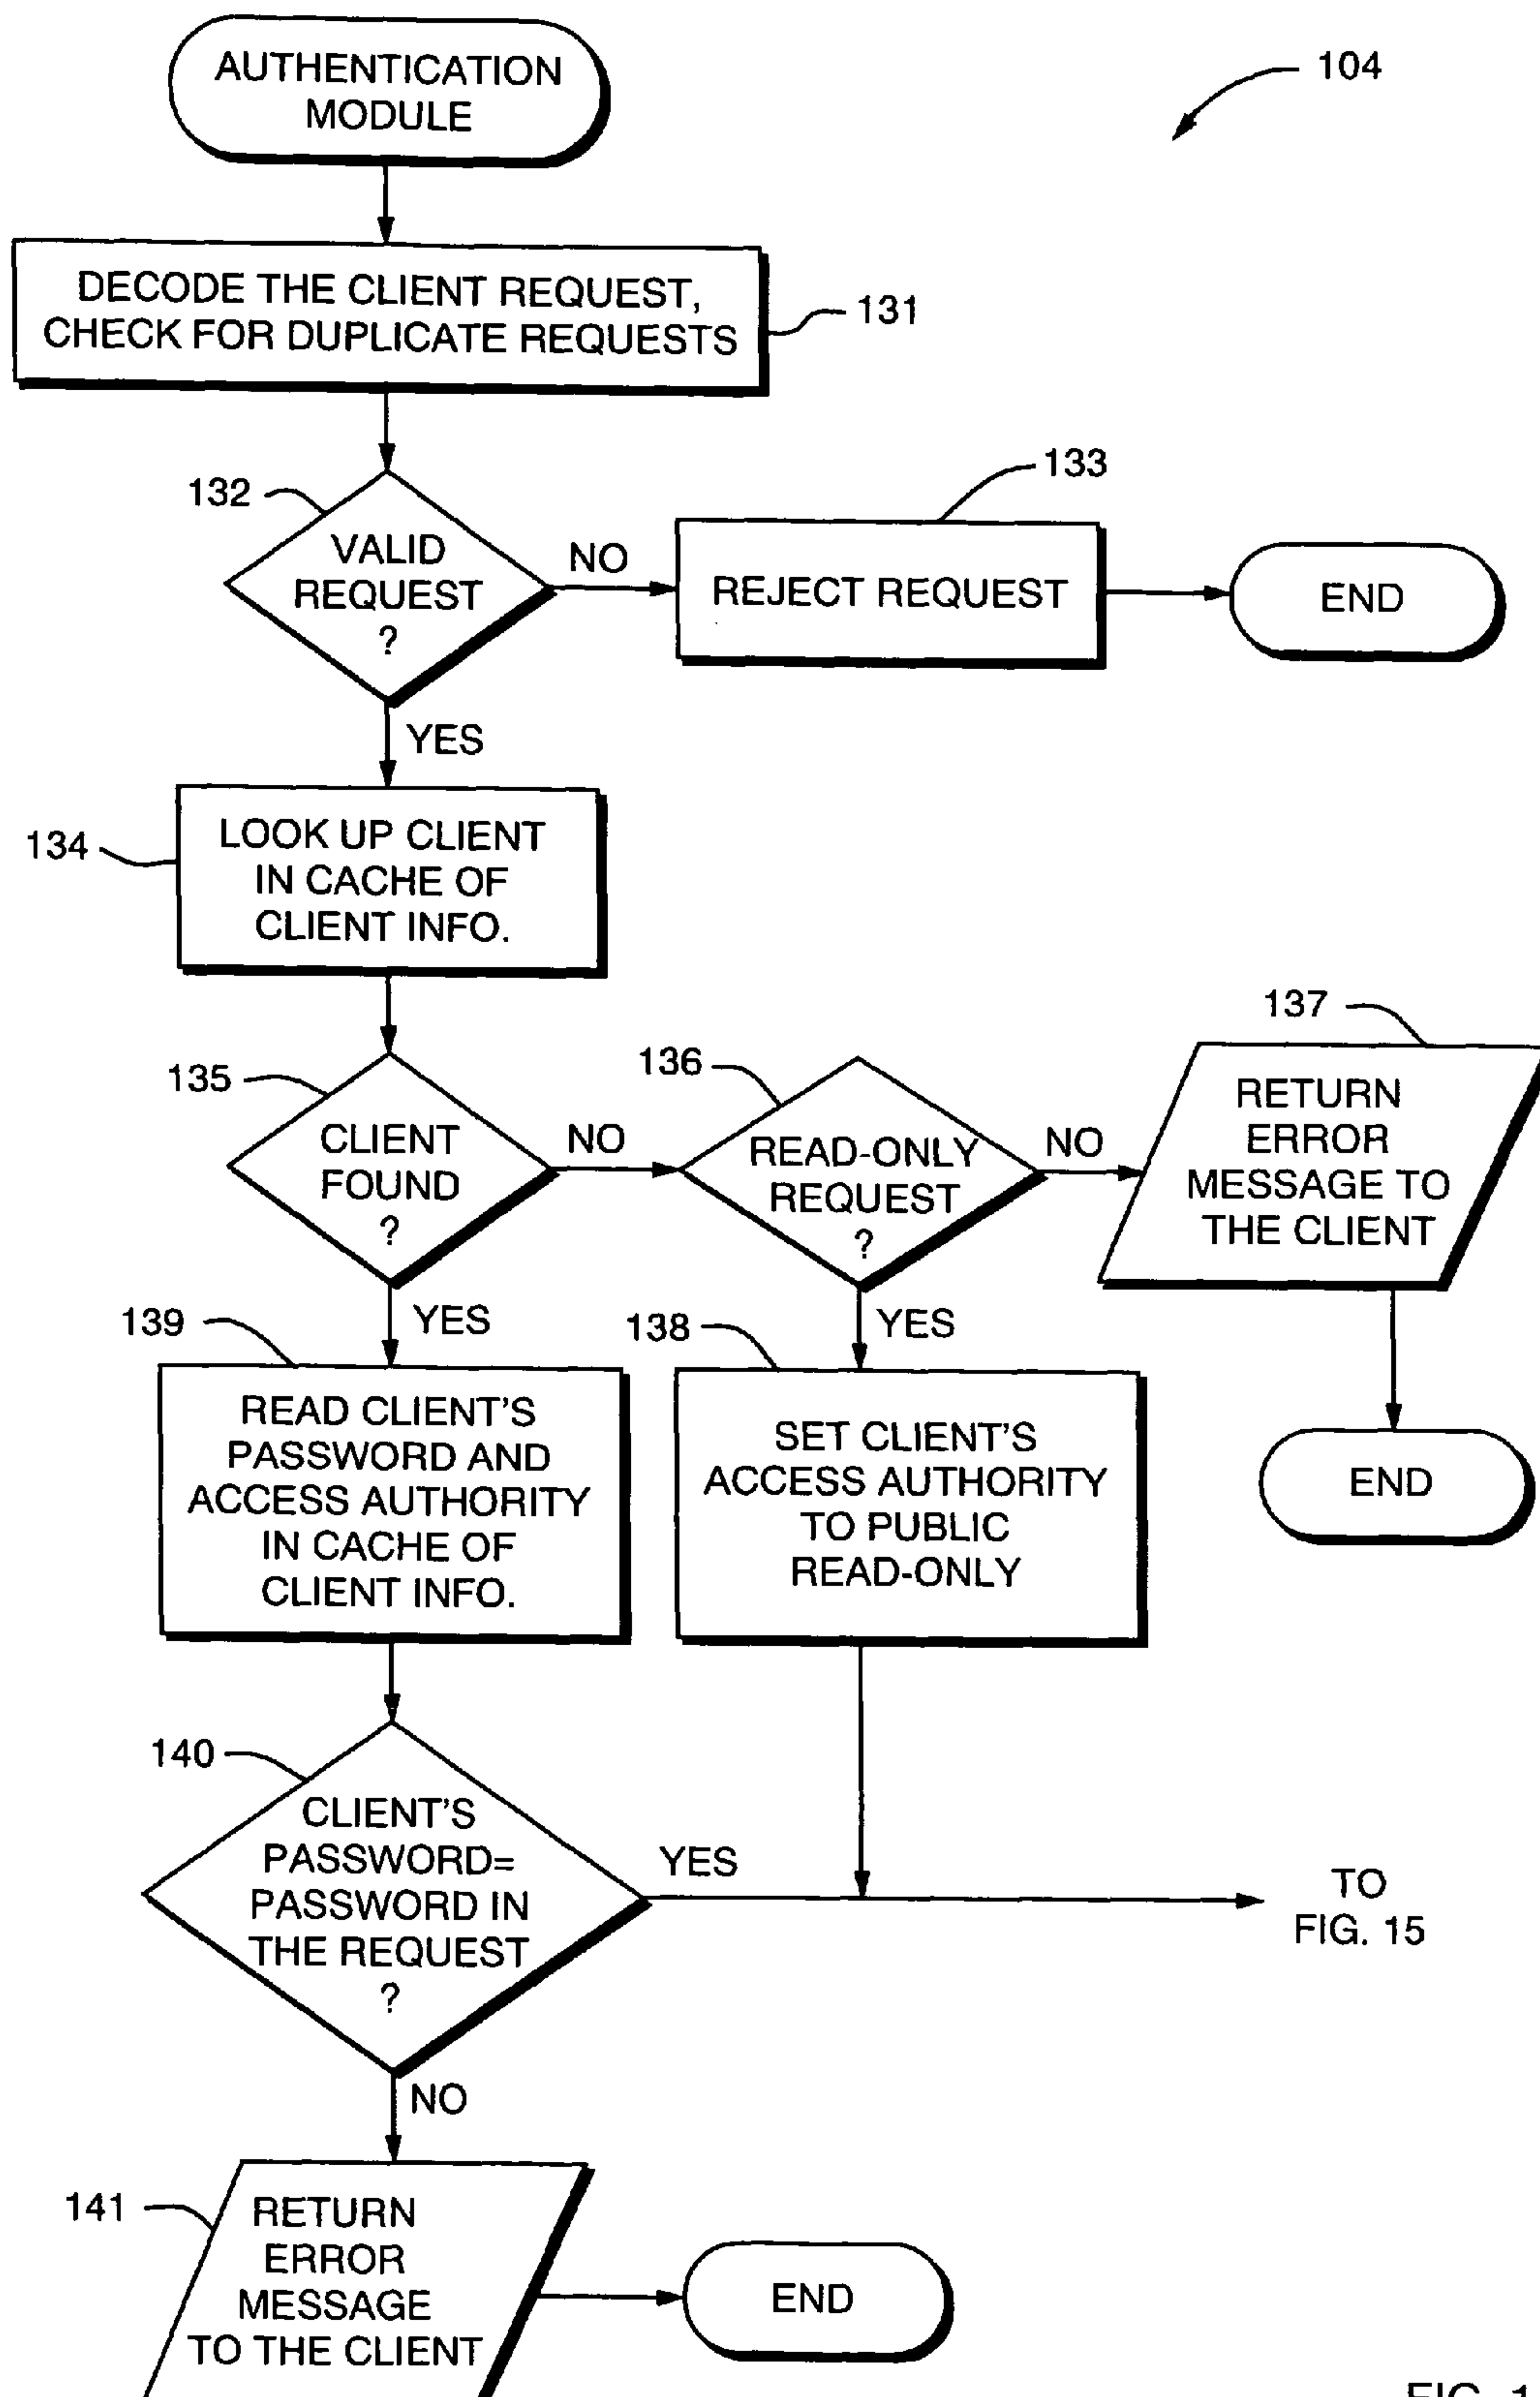 AUTHENTICATION
MODULE
104
DECODE THE CLIENT REQUEST,
CHECK FOR DUPLICATE REQUESTS
131
132
VALID
REQUEST
?
NO
133
REJECT REQUEST
END
YES
134
LOOK UP CLIENT
IN CACHE OF
CLIENT INFO.
135
CLIENT
FOUND
?
NO
136
READ-ONLY
REQUEST
?
NO
137
RETURN
ERROR
MESSAGE TO
THE CLIENT
END
YES
139
READ CLIENT'S
PASSWORD AND
ACCESS AUTHORITY
IN CACHE OF
CLIENT INFO.
YES
138
SET CLIENT'S
ACCESS AUTHORITY
TO PUBLIC
READ-ONLY
140
CLIENT'S
PASSWORD=
PASSWORD IN
THE REQUEST
?
YES
TO
FIG. 15
NO
141
RETURN
ERROR
MESSAGE
TO THE CLIENT
END
FIG.